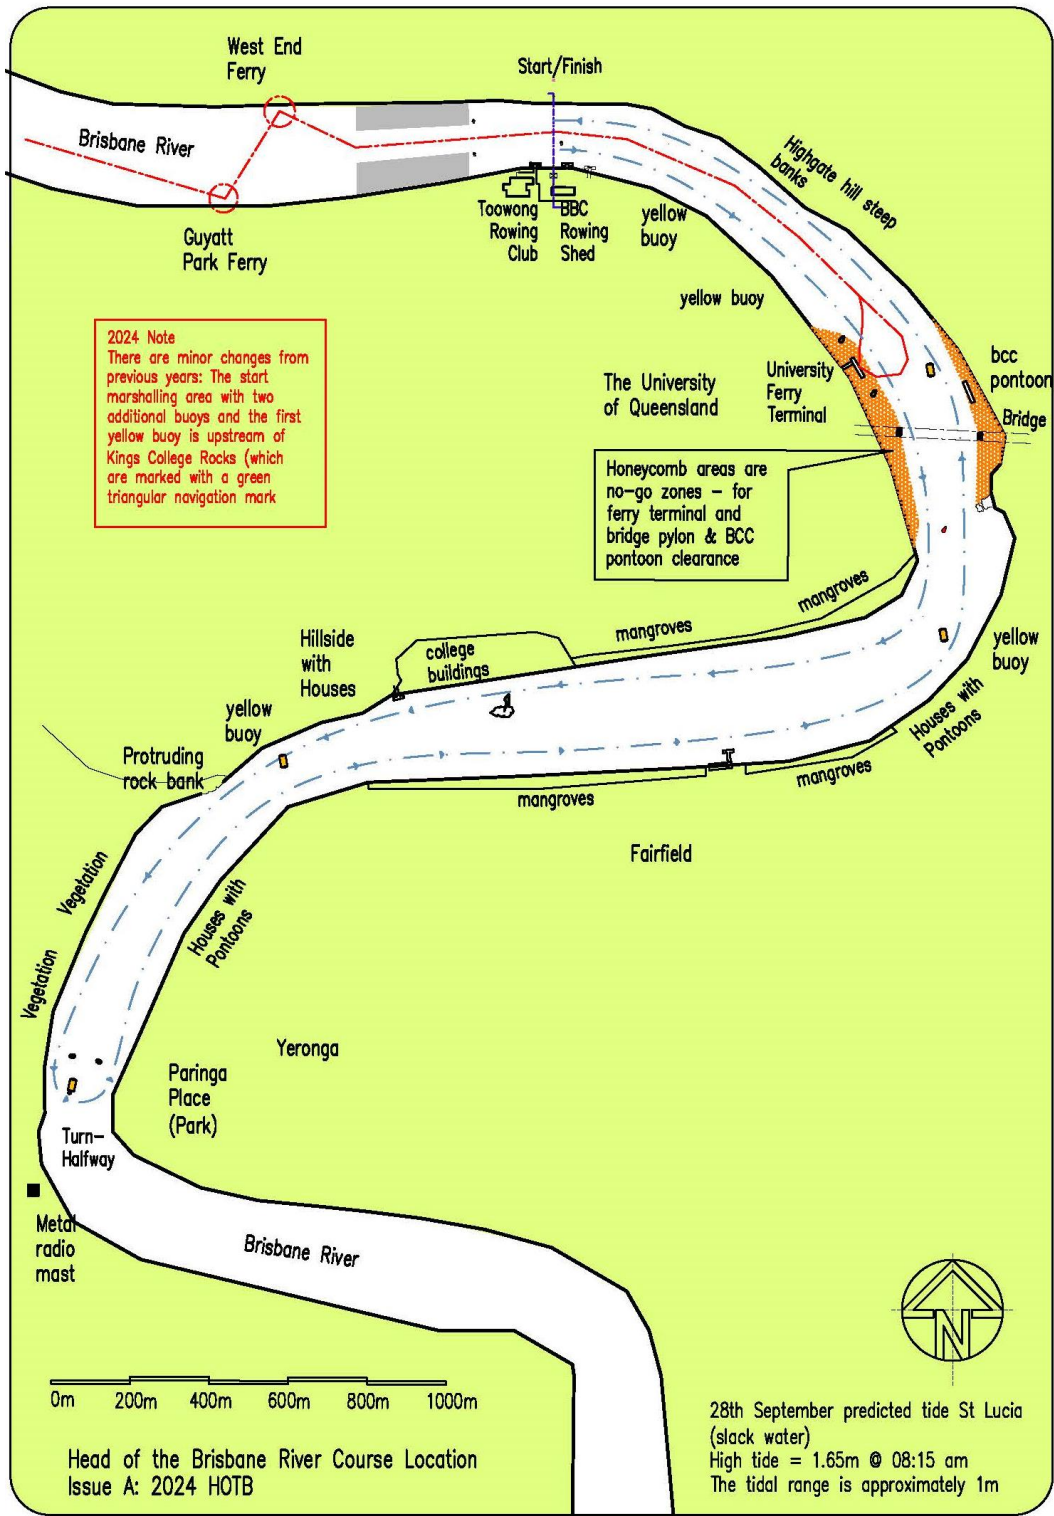 West End
Ferry
Start/Finish
Brisbane River
Highgate hill steep
banks
Toowong
Rowing
Club
BBC
Rowing
Shed
yellow
buoy
Guyatt
Park Ferry
yellow buoy
2024 Note
There are minor changes from
previous years: The start
marshalling area with two
additional buoys and the first
yellow buoy is upstream of
Kings College Rocks (which
are marked with a green
triangular navigation mark
The University
of Queensland
University
Ferry
Terminal
bcc
pontoon
Bridge
Honeycomb areas are
no-go zones - for
ferry terminal and
bridge pylon & BCC
pontoon clearance
mangroves
mangroves
Hillside
with
Houses
college
buildings
yellow
buoy
yellow
buoy
Houses with
Pontoons
Protruding
rock bank
mangroves
mangroves
Fairfield
Vegetation
Houses with
Pontoons
Vegetation
Yeronga
Paringa
Place
(Park)
Turn-
Halfway
Metal
radio
mast
Brisbane River
N
0m 200m 400m 600m 800m 1000m
28th September predicted tide St Lucia
(slack water)
High tide = 1.65m @ 08:15 am
The tidal range is approximately 1m
Head of the Brisbane River Course Location
Issue A: 2024 HOTB